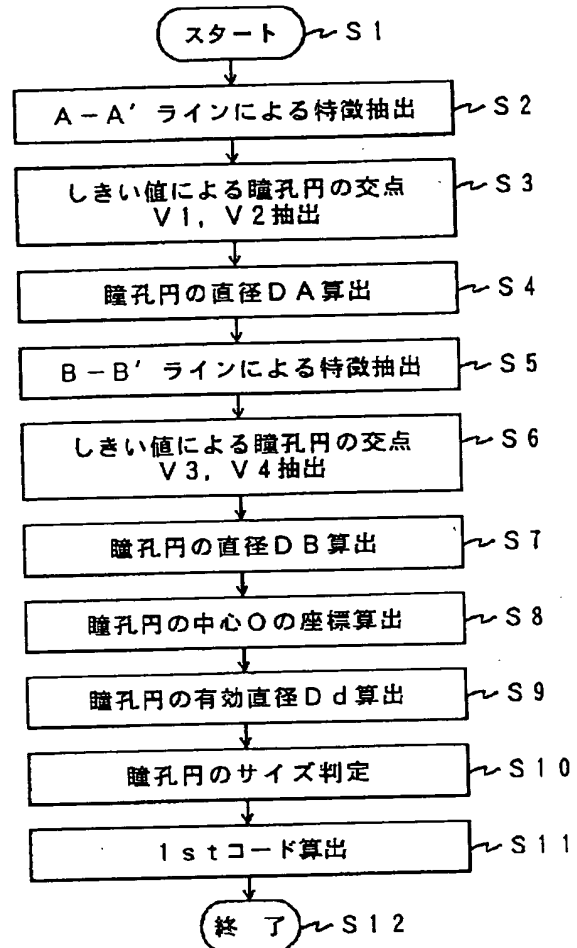 スタート S1
A-A' ラインによる特徴抽出 S2
しきい値による瞳孔円の交点 S3
V1, V2抽出
瞳孔円の直径DA算出 S4
B-B' ラインによる特徴抽出 S5
しきい値による瞳孔円の交点 S6
V3, V4抽出
瞳孔円の直径DB算出 S7
瞳孔円の中心Oの座標算出 S8
瞳孔円の有効直径Dd算出 S9
瞳孔円のサイズ判定 S10
1stコード算出 S11
終 了 S12